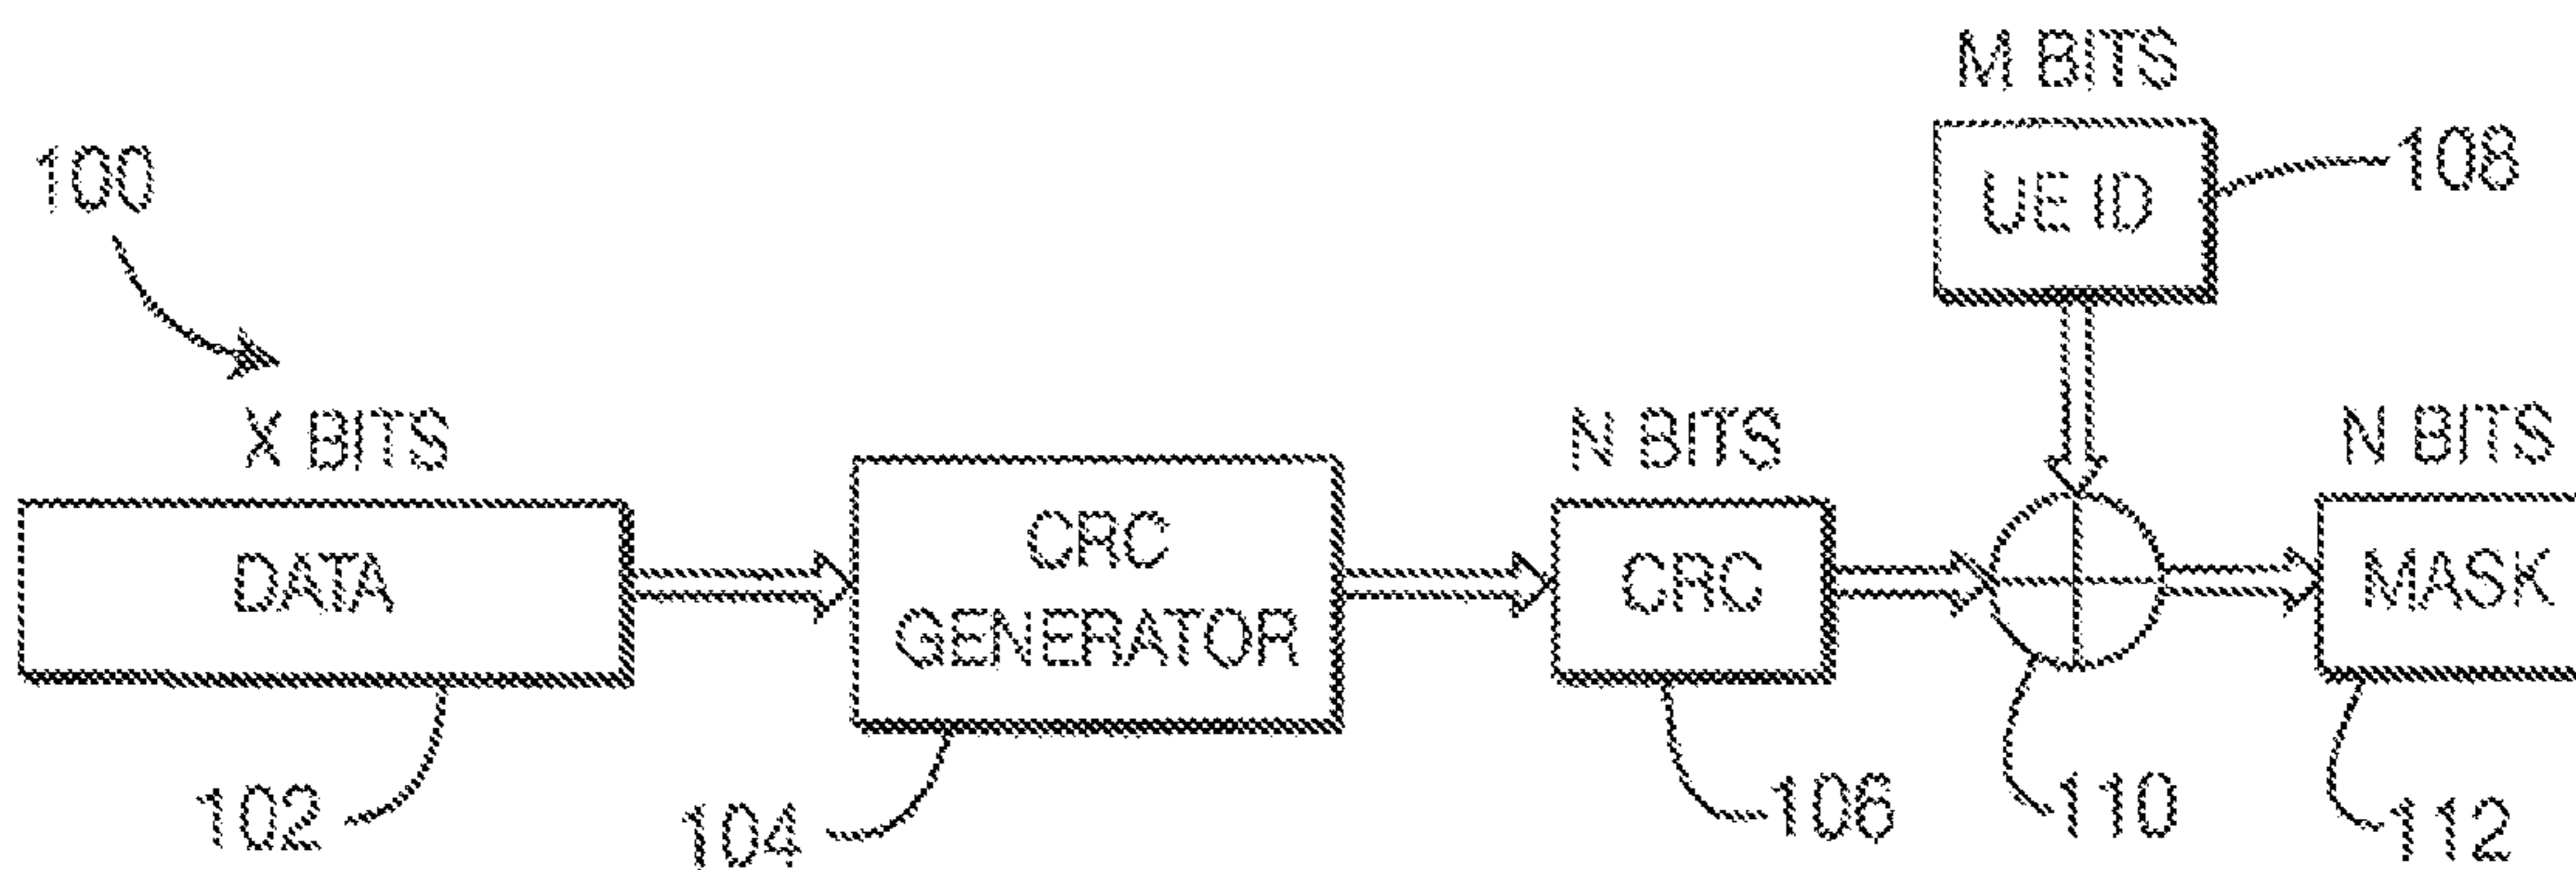 M BITS
100
UE ID
108
X BITS
N BITS
N BITS
DATA
CRC
GENERATOR
CRC
MASK
102
104
106
110
112